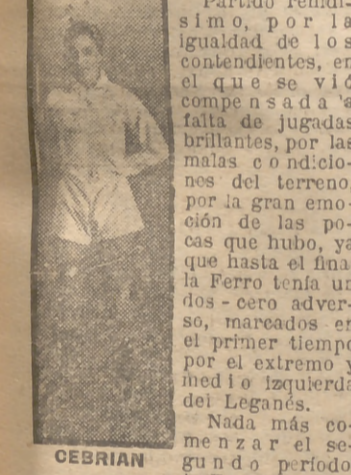 Partido reñidí-
simo, por la
igualdad de los
contendientes, en
el que se vió
compensada la
falta de jugadas
brillantes, por las
malas condicio-
nes del terreno,
por la gran emo-
ción de las po-
cas que hubo, ya
que hasta el final
la Ferro tenía un
dos-cero adver-
so, marcados en
el primer tiempo
por el extremo y
medio izquierda
del Leganés.
Nada más co-
menzar el se-
gundo período
CEBRIAN